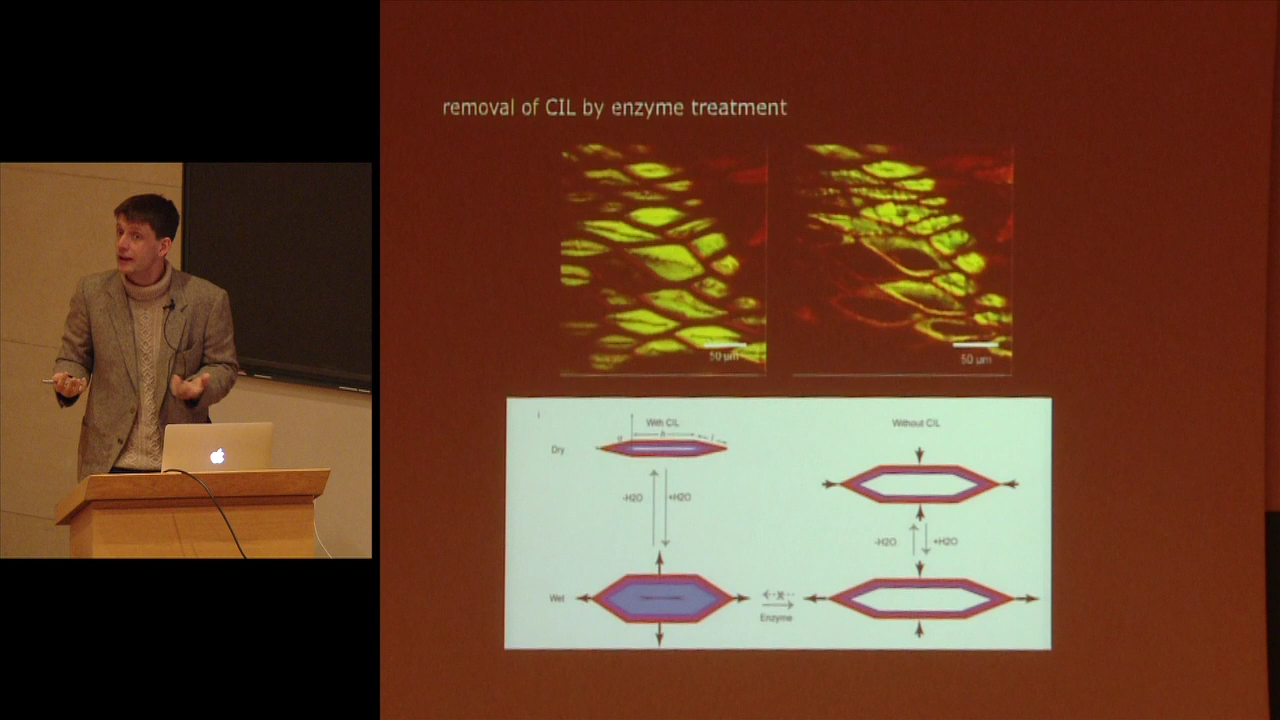 removal of CIL by enzyme treatment
50 µm
50 µm
With CIL
Without CIL
Dry
-H2O
+H2O
-H2O
+H2O
Wet
Enzyme